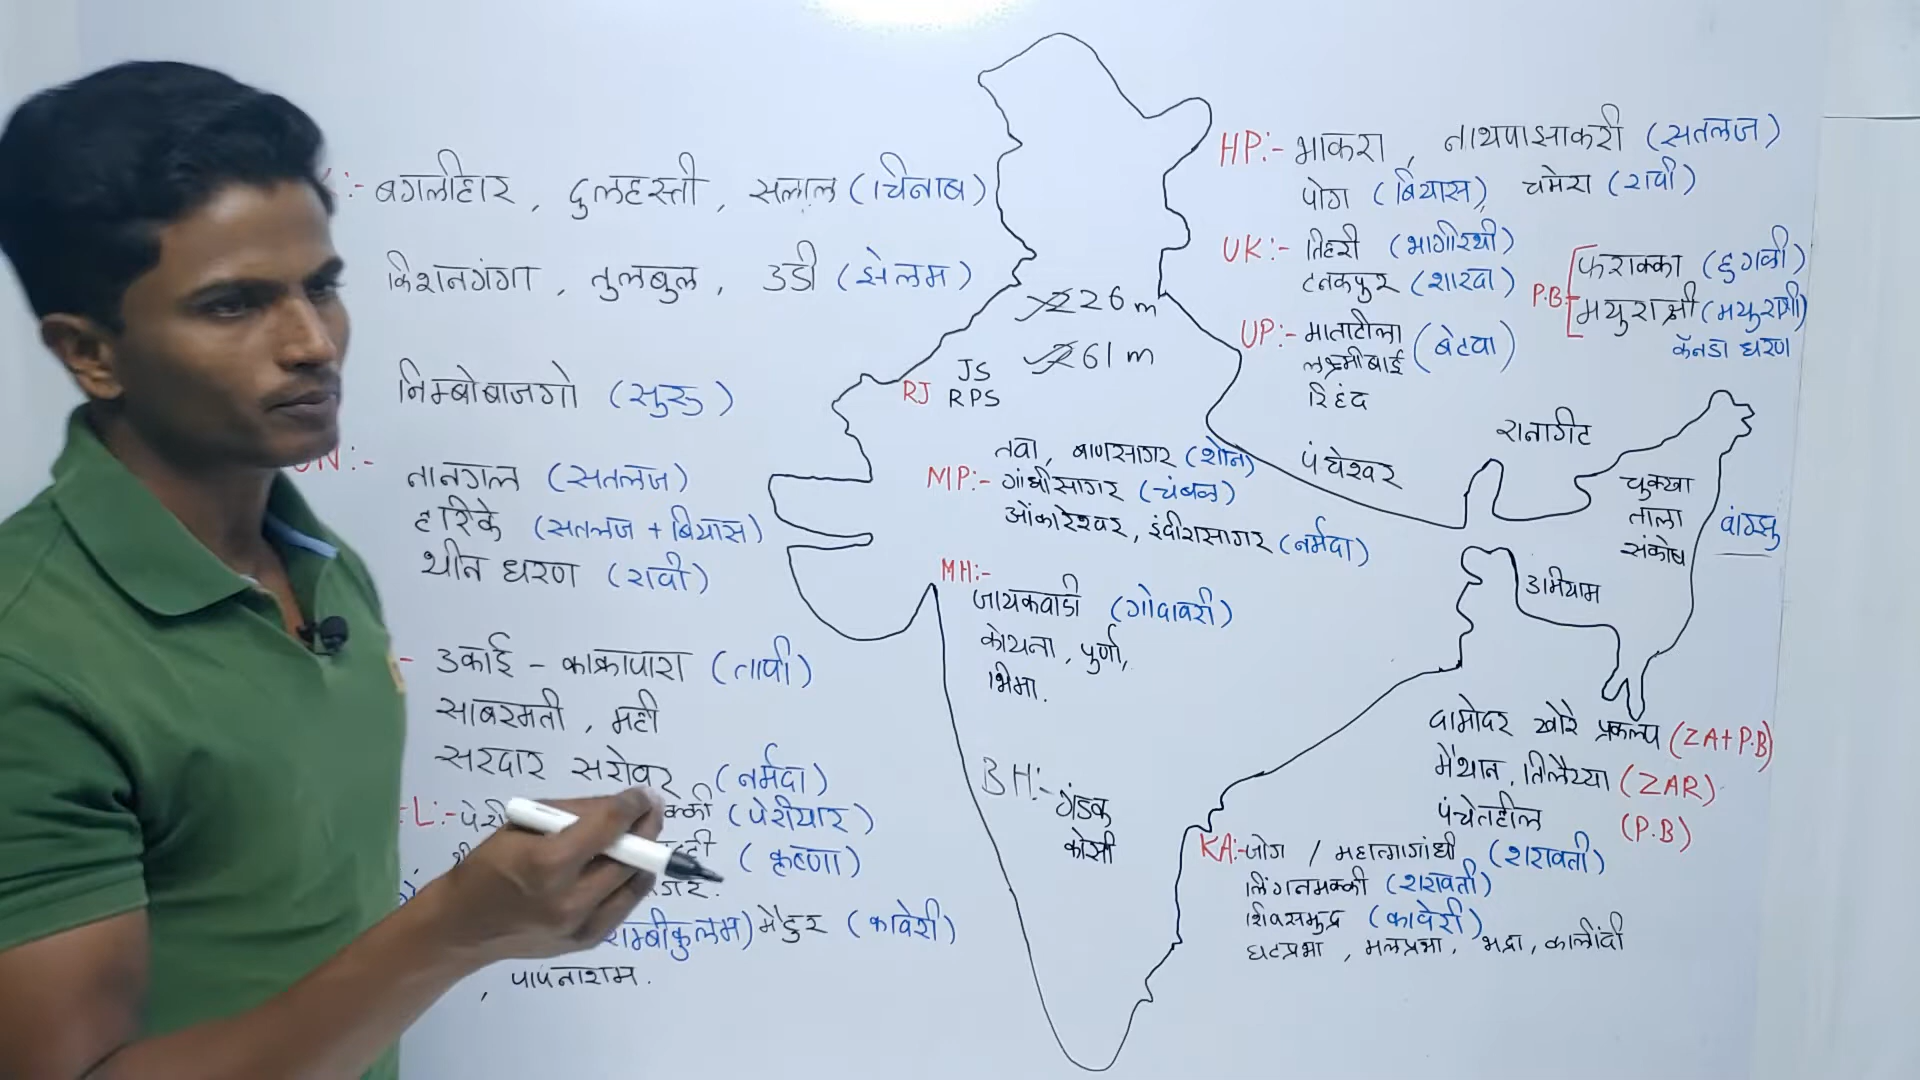 :- बगलीहार , दुलहस्ती , सलाल (चिनाब)
किशनगंगा , तुलबुल , उडी (झेलम)
निम्बोबाजगो (सुरु)
:-
नानगल (सतलज)
हरिके (सतलज + बियास)
थीन धरण (रावी)
- उकाई - काक्रापारा (तापी)
साबरमती , मही
सरदार सरोवर (नर्मदा)
L:- पेरी क्की (पेरीयार)
(कृष्णा)
राम्बीकुलम) मेट्टुर (कावेरी)
, पापनाशम .
226 m
261 m
RJ JS
RPS
तवा , बाणसागर (शोन)
MP:- गांधीसागर (चंबळ)
ओंकारेश्वर , इंदीरासागर (नर्मदा)
MH:-
जायकवाडी (गोदावरी)
कोयना , पुर्णा,
भिमा .
BH:- गंडक
कोसी
HP:- भाकरा , नाथपाझाकरी (सतलज)
पोंग (बियास), चमेरा (रावी)
UK:- तिहरी (भागीरथी)
टनकपुर (शारदा)
P.B:- फराक्का (हुगळी)
मयुराक्षी (मयुराक्षी)
कॅनडा धरण
UP:- माताटीला
लक्ष्मीबाई (बेटवा)
रिहंद
पंचेश्वर
रानागीट
चुक्खा
ताला
संकोष
वांग्झु
उमियाम
दामोदर खोरे प्रकल्प (ZA+P.B)
मैथान , तिलैय्या (ZAR)
पंचेतहील (P.B)
KA:- जोग / महात्मागांधी (शरावती)
लिंगनमक्की (शरावती)
शिवसमुद्र (कावेरी)
घटप्रभा , मलप्रभा , भद्रा , कालींदी